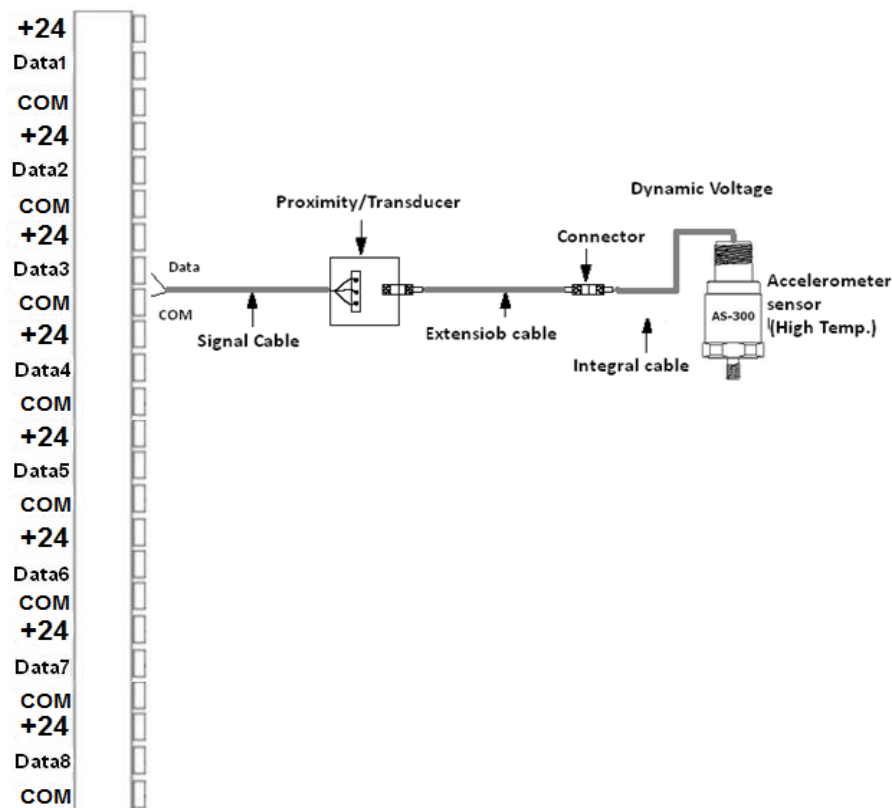 +24
Data1
COM
+24
Data2
COM
+24
Data3
COM
+24
Data4
COM
+24
Data5
COM
+24
Data6
COM
+24
Data7
COM
+24
Data8
COM
Data
COM
Signal Cable
Proximity/Transducer
Extensiob cable
Connector
Integral cable
Dynamic Voltage
Accelerometer
sensor
(High Temp.)
AS-300